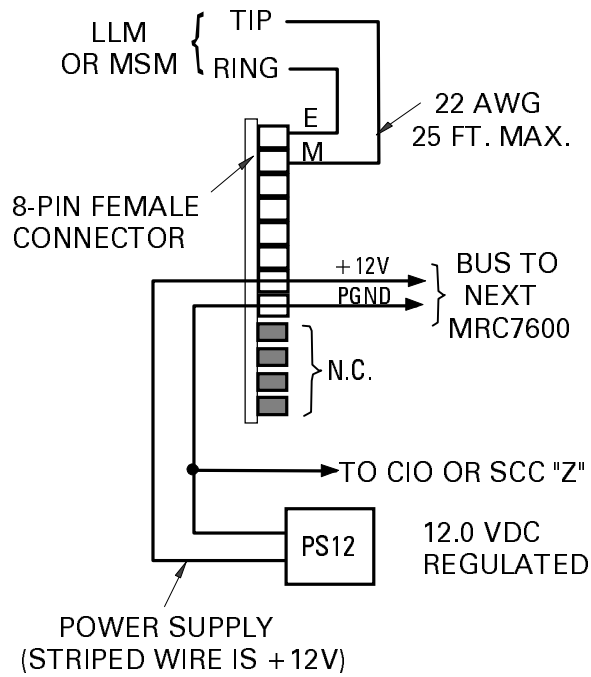 TIP
LLM
OR MSM
RING
E
M
22 AWG
25 FT. MAX.
8-PIN FEMALE
CONNECTOR
+12V
PGND
BUS TO
NEXT
MRC7600
N.C.
TO CIO OR SCC "Z"
PS12
12.0 VDC
REGULATED
POWER SUPPLY
(STRIPED WIRE IS +12V)